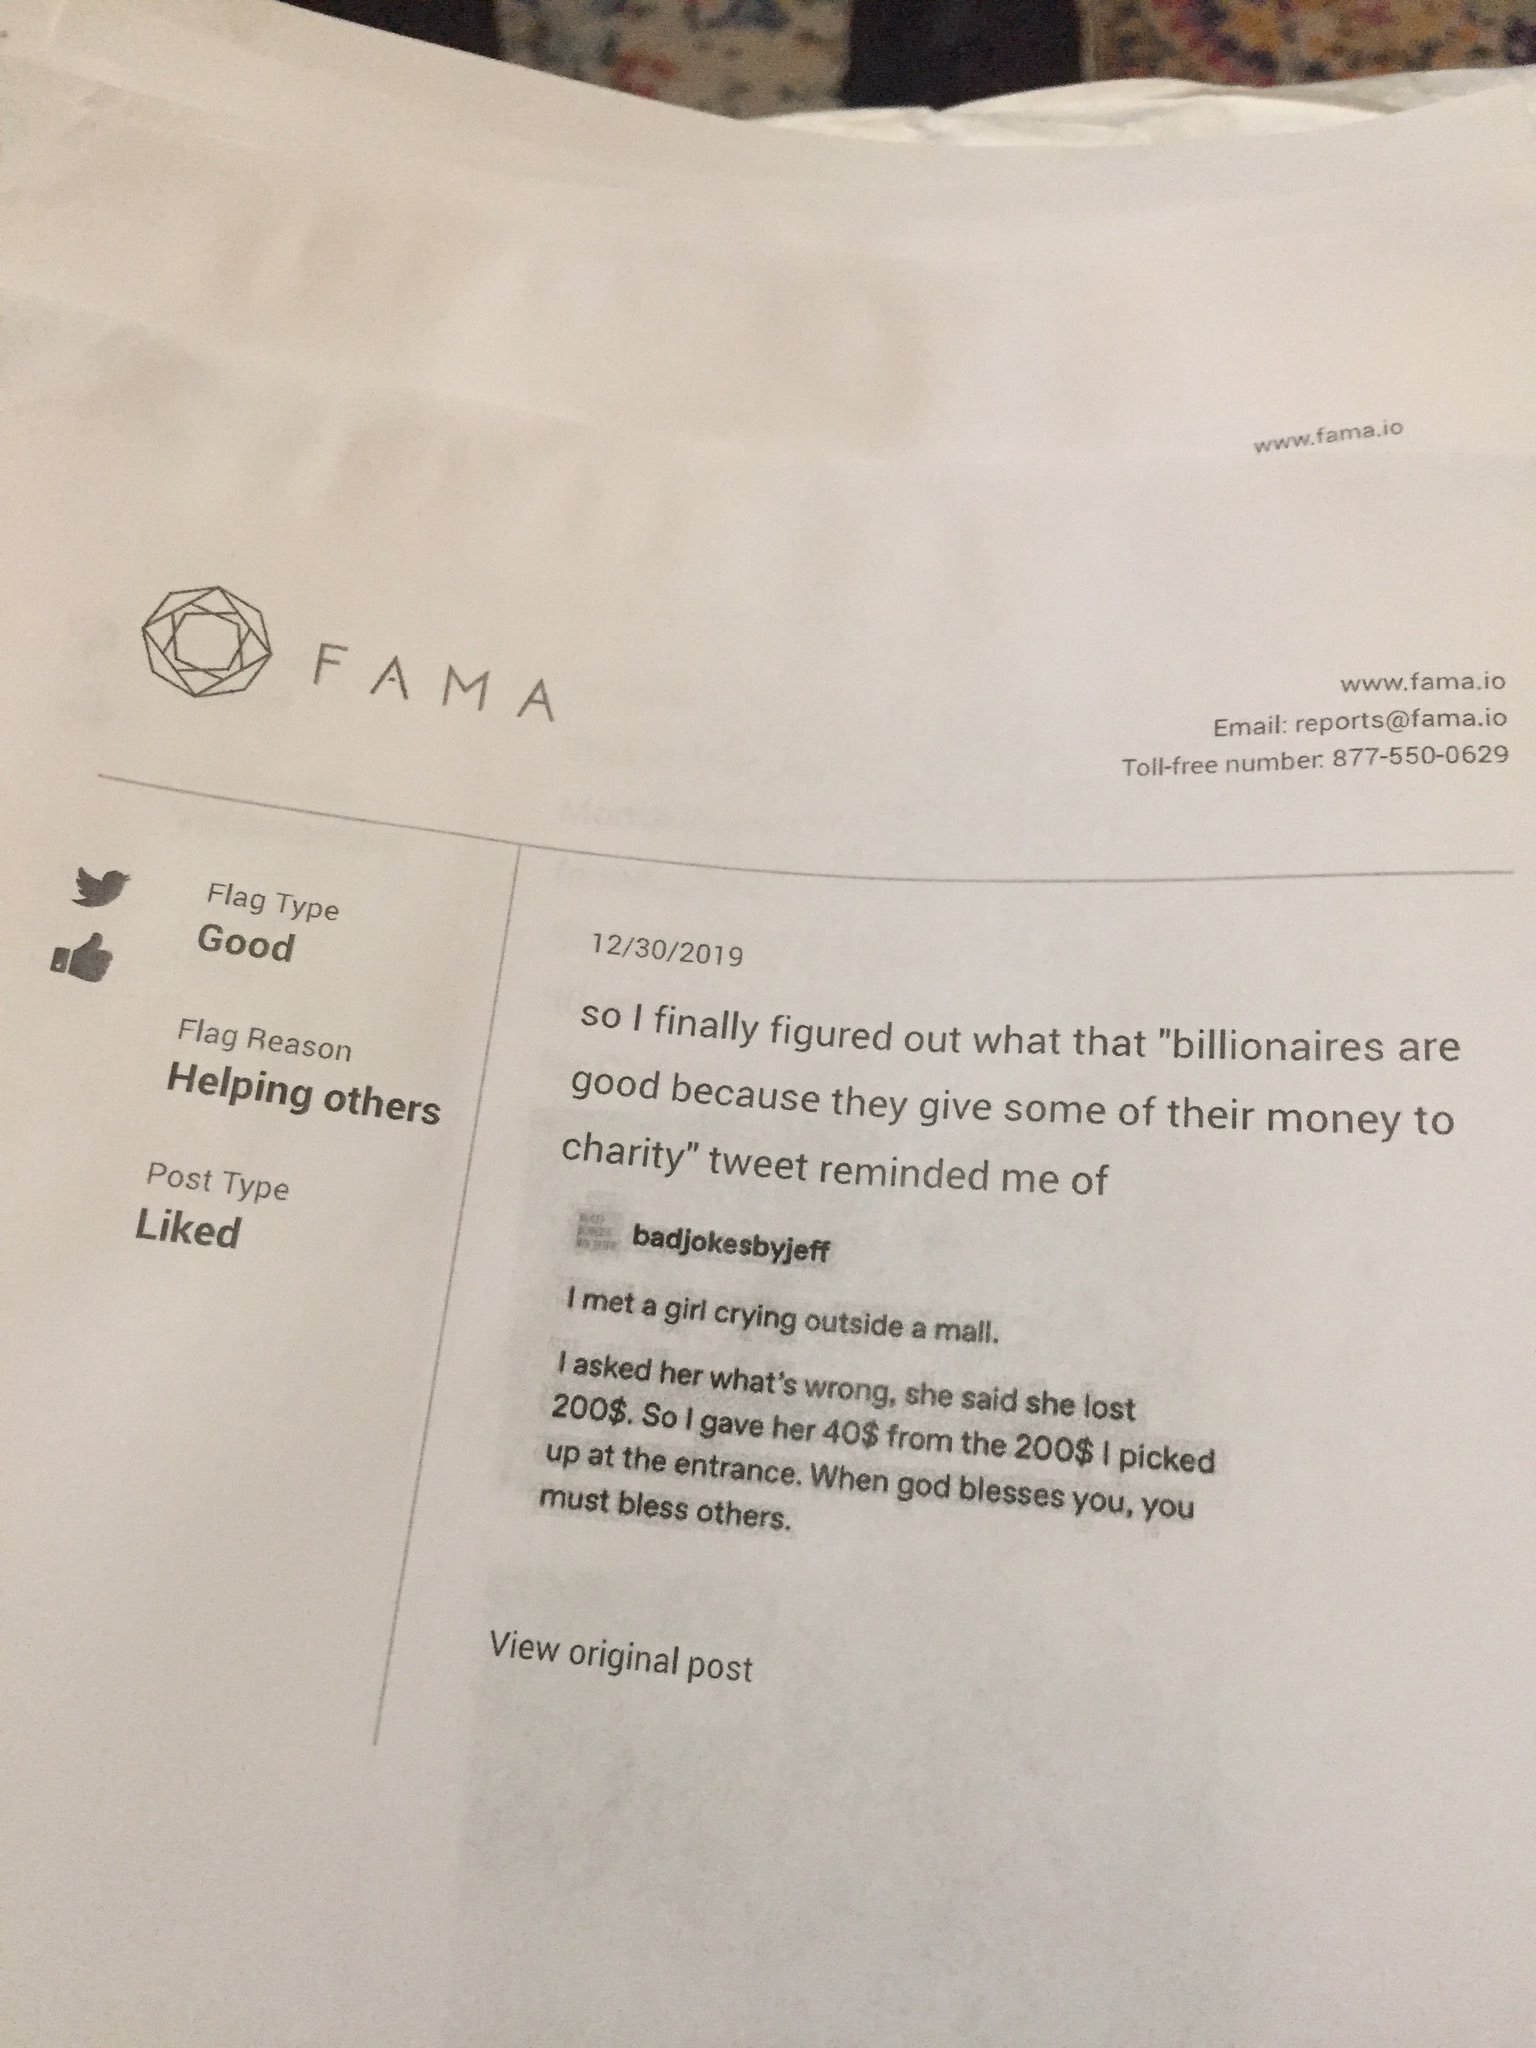 www.fama.io
FAMA
www.fama.io
Email: reports@fama.io
Toll-free number: 877-550-0629
Flag Type
Good
Flag Reason
Helping others
Post Type
Liked
12/30/2019
so I finally figured out what that "billionaires are
good because they give some of their money to
charity" tweet reminded me of
badjokesbyjeff
I met a girl crying outside a mall.
I asked her what's wrong, she said she lost
200$. So I gave her 40$ from the 200$ I picked
up at the entrance. When god blesses you, you
must bless others.
View original post